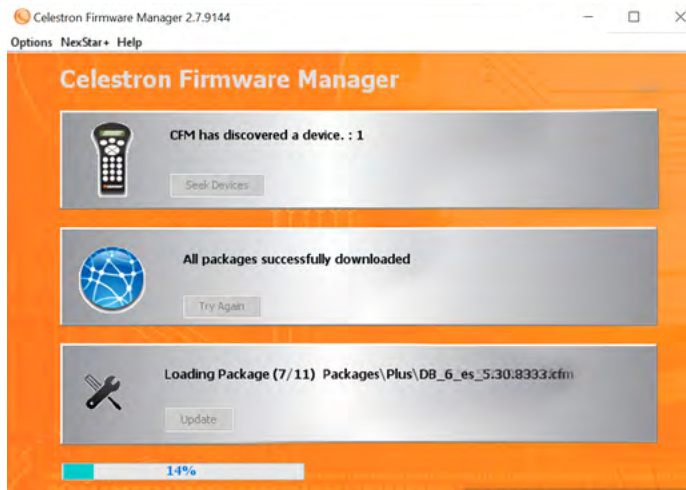 Celestron Firmware Manager 2.7.9144
Options NexStar+ Help
Celestron Firmware Manager
CFM has discovered a device. : 1
Seek Devices
All packages successfully downloaded
Try Again
Loading Package (7/11) Packages\Plus\DB_6_es_5.30.8333.cfm
Update
14%